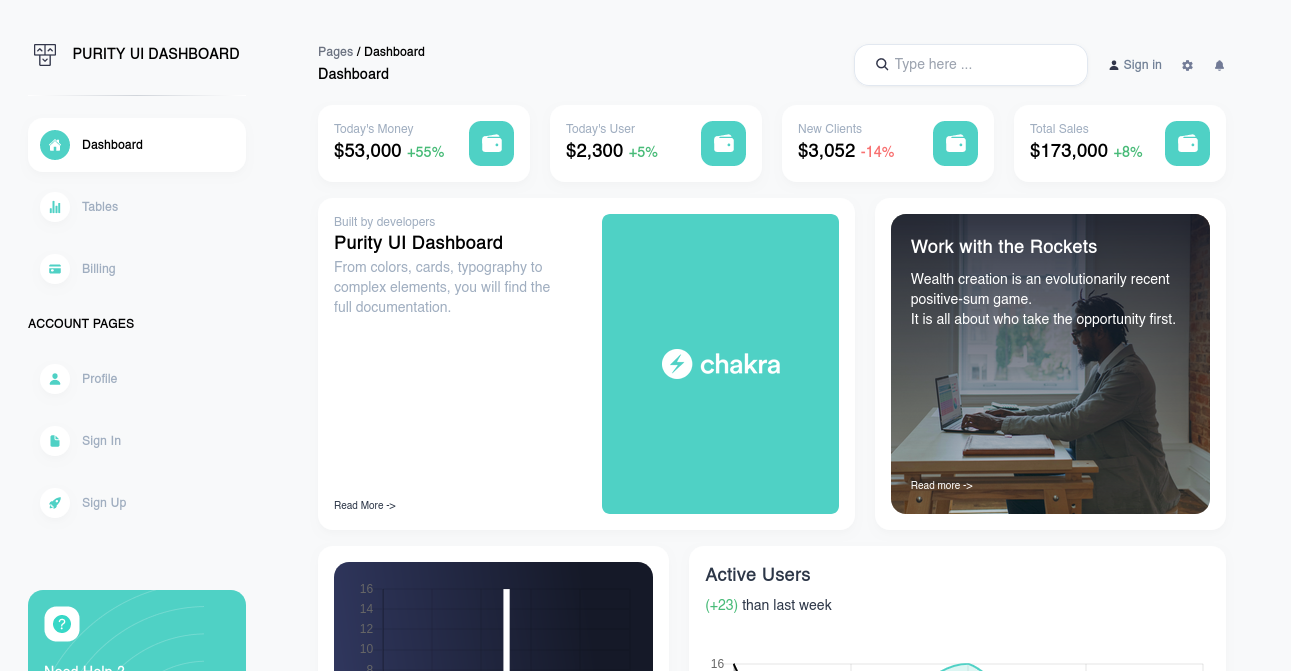 PURITY UI DASHBOARD
Dashboard
Tables
Billing
ACCOUNT PAGES
Profile
Sign In
Sign Up
Need Help ?
Pages / Dashboard
Dashboard
Type here ...
Sign in
Today's Money
$53,000 +55%
Today's User
$2,300 +5%
New Clients
$3,052 -14%
Total Sales
$173,000 +8%
Built by developers
Purity UI Dashboard
From colors, cards, typography to
complex elements, you will find the
full documentation.
Read More ->
chakra
Work with the Rockets
Wealth creation is an evolutionarily recent
positive-sum game.
It is all about who take the opportunity first.
Read more ->
16
14
12
10
8
Active Users
(+23) than last week
16